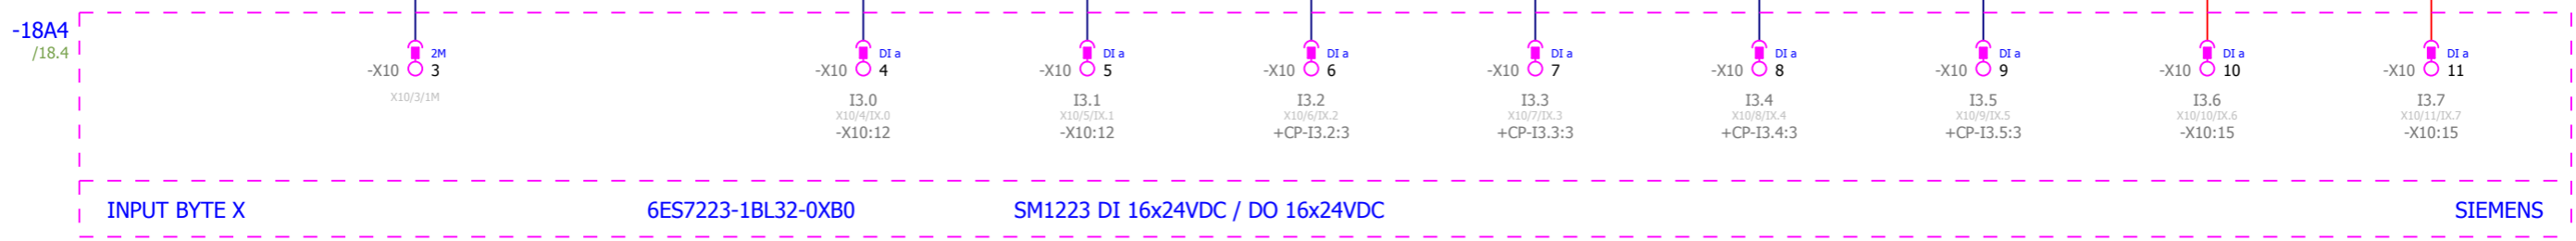 -18A4
/18.4
2M DI a DI a DI a DI a DI a DI a DI a DI a
-X10 3 -X10 4 -X10 5 -X10 6 -X10 7 -X10 8 -X10 9 -X10 10 -X10 11
X10/3/1M I3.0 I3.1 I3.2 I3.3 I3.4 I3.5 I3.6 I3.7
X10/4/IX.0 X10/5/IX.1 X10/6/IX.2 X10/7/IX.3 X10/8/IX.4 X10/9/IX.5 X10/10/IX.6 X10/11/IX.7
-X10:12 -X10:12 +CP-I3.2:3 +CP-I3.3:3 +CP-I3.4:3 +CP-I3.5:3 -X10:15 -X10:15
INPUT BYTE X 6ES7223-1BL32-0XB0 SM1223 DI 16x24VDC / DO 16x24VDC SIEMENS